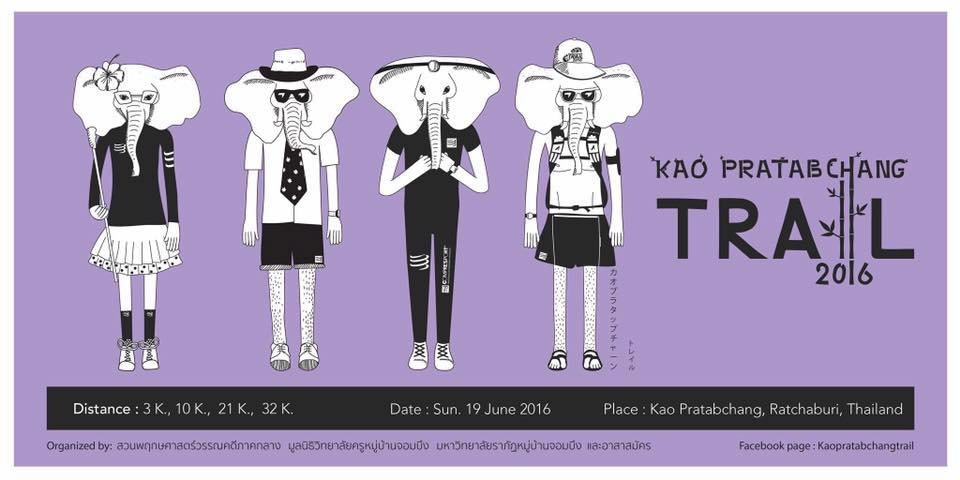 KAO PRATABCHANG
TRAIL
2016
COMPRESSPORT
カオプラタップチャーン
トレイル
Distance : 3 K., 10 K., 21 K., 32 K.
Date : Sun. 19 June 2016
Place : Kao Pratabchang, Ratchaburi, Thailand
Organized by: สวนพฤกษศาสตร์วรรณคดีภาคกลาง มูลนิธิวิทยาลัยครูหมู่บ้านจอมบึง มหาวิทยาลัยราชภัฏหมู่บ้านจอมบึง และอาสาสมัคร
Facebook page : Kaopratabchangtrail